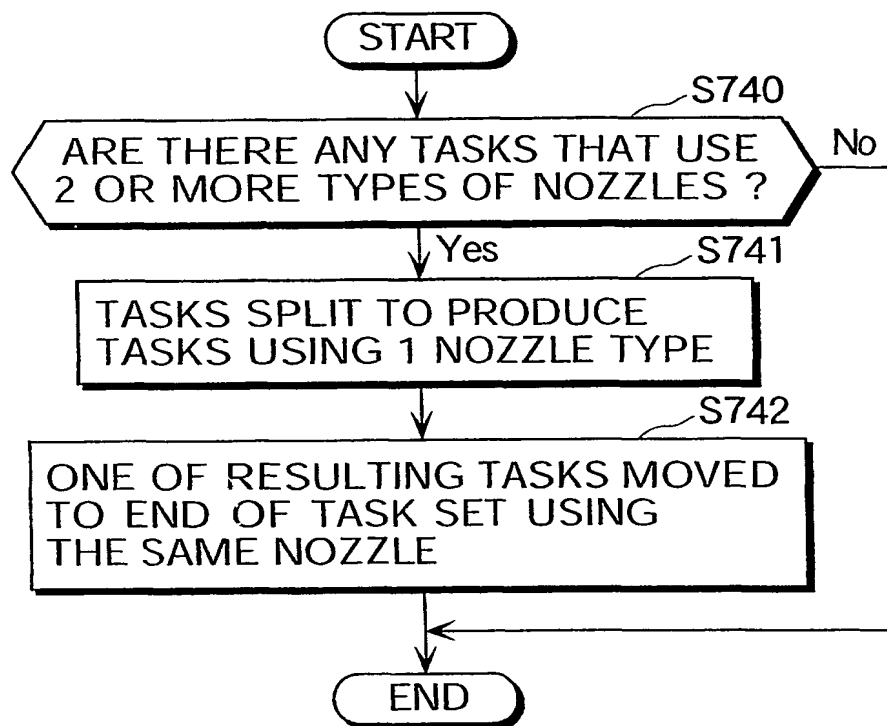 START
S740
ARE THERE ANY TASKS THAT USE
2 OR MORE TYPES OF NOZZLES ?
No
Yes
S741
TASKS SPLIT TO PRODUCE
TASKS USING 1 NOZZLE TYPE
S742
ONE OF RESULTING TASKS MOVED
TO END OF TASK SET USING
THE SAME NOZZLE
END